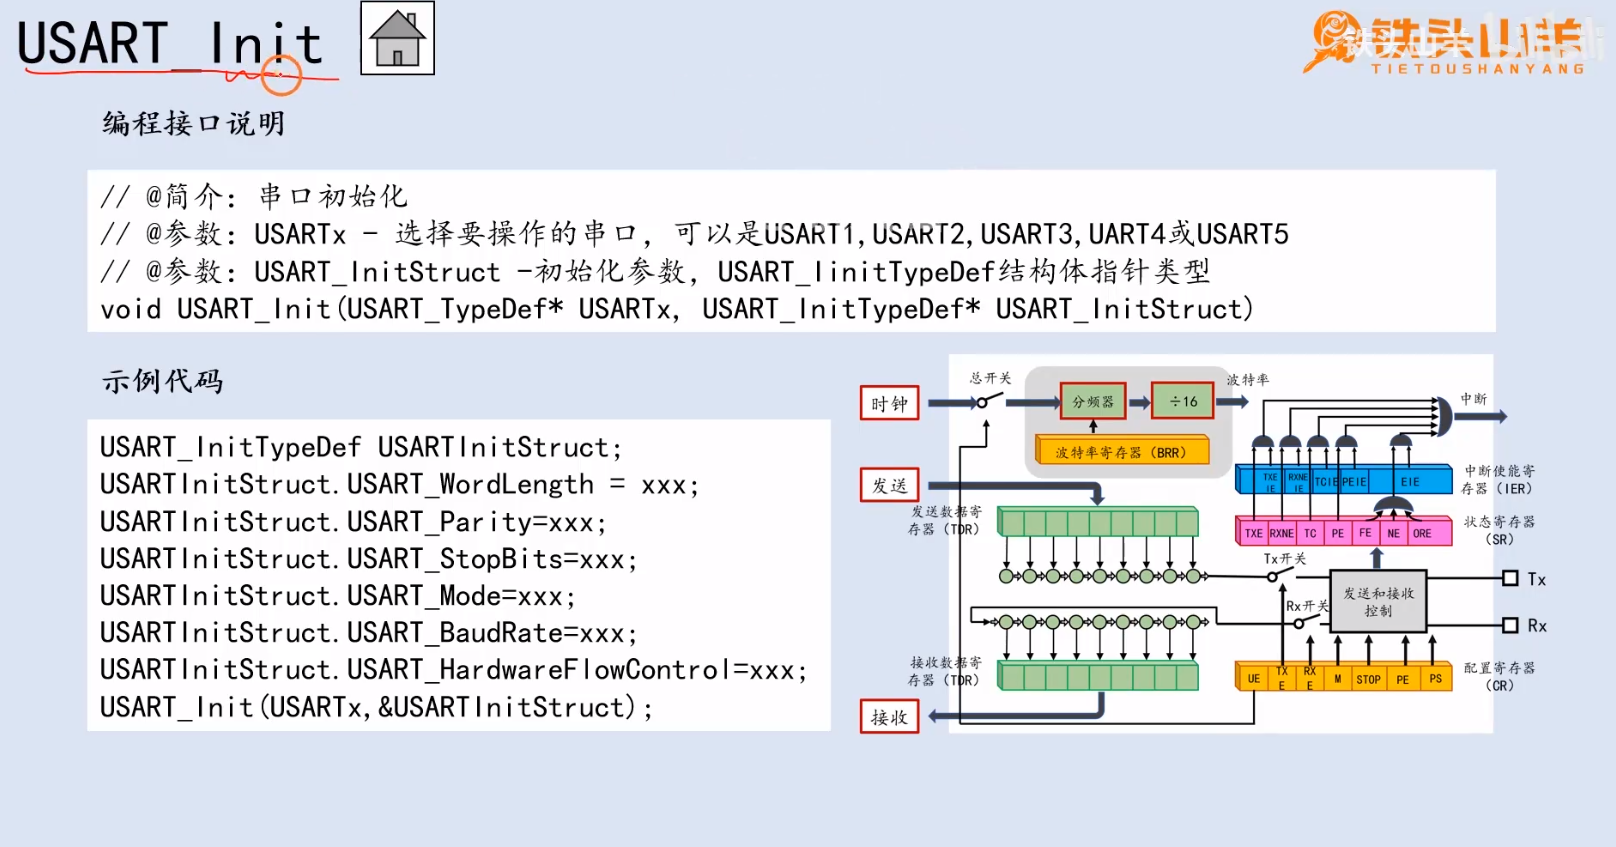 USART_Init
铁头山羊
TIETOUSHANYANG
编程接口说明
// @简介: 串口初始化
// @参数: USARTx - 选择要操作的串口, 可以是USART1,USART2,USART3,UART4或USART5
// @参数: USART_InitStruct -初始化参数, USART_IinitTypeDef结构体指针类型
void USART_Init(USART_TypeDef* USARTx, USART_InitTypeDef* USART_InitStruct)
示例代码
USART_InitTypeDef USARTInitStruct;
USARTInitStruct.USART_WordLength = xxx;
USARTInitStruct.USART_Parity=xxx;
USARTInitStruct.USART_StopBits=xxx;
USARTInitStruct.USART_Mode=xxx;
USARTInitStruct.USART_BaudRate=xxx;
USARTInitStruct.USART_HardwareFlowControl=xxx;
USART_Init(USARTx,&USARTInitStruct);
时钟
总开关
分频器
÷16
波特率
波特率寄存器 (BRR)
中断
TXE
IE
RXNE
IE
TCIE
PEIE
EIE
中断使能寄
存器 (IER)
发送
发送数据寄
存器 (TDR)
TXE
RXNE
TC
PE
FE
NE
ORE
状态寄存器
(SR)
Tx开关
Rx开关
发送和接收
控制
Tx
Rx
接收数据寄
存器 (TDR)
UE
TX
E
RX
E
M
STOP
PE
PS
配置寄存器
(CR)
接收